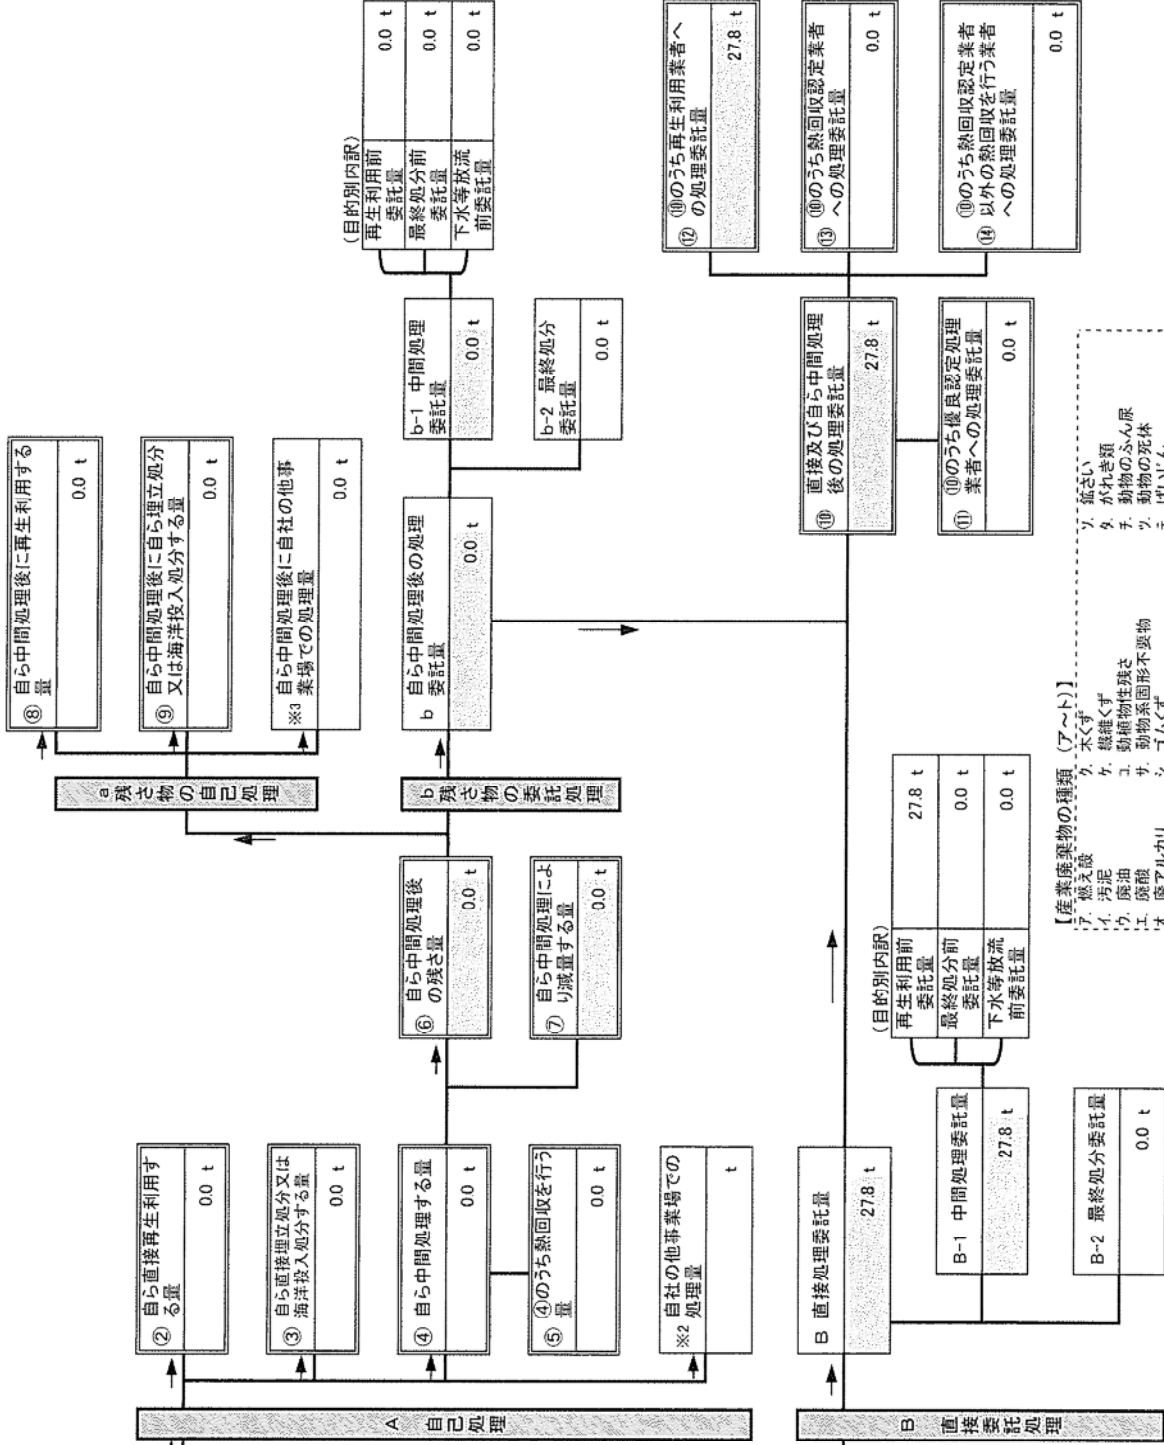 A 自己処理
② 自ら直接再生利用す
る量
0.0 t
③ 自ら直接埋立処分又は
海洋投入処分する量
0.0 t
④ 自ら中間処理する量
0.0 t
⑤ ④のうち熱回収を行う
量
0.0 t
※2 自社の他事業場での
処理量
t
⑥ 自ら中間処理後
の残さ量
0.0 t
⑦ 自ら中間処理によ
り減量する量
0.0 t
a 残さ物の自己処理
⑧ 自ら中間処理後に再生利用する
量
0.0 t
⑨ 自ら中間処理後に自ら埋立処分
又は海洋投入処分する量
0.0 t
※3 自ら中間処理後に自社の他事
業場での処理量
0.0 t
b 残さ物の委託処理
b 自ら中間処理後の処理
委託量
0.0 t
b-1 中間処理
委託量
0.0 t
b-2 最終処分
委託量
0.0 t
(目的別内訳)
再生利用前
委託量
0.0 t
最終処分前
委託量
0.0 t
下水等放流
前委託量
0.0 t
B 直接委託処理
B 直接処理委託量
27.8 t
B-1 中間処理委託量
27.8 t
B-2 最終処分委託量
0.0 t
(目的別内訳)
再生利用前
委託量
27.8 t
最終処分前
委託量
0.0 t
下水等放流
前委託量
0.0 t
⑩ 直接及び自ら中間処理
後の処理委託量
27.8 t
⑪ ⑩のうち優良認定処理
業者への処理委託量
0.0 t
⑫ ⑩のうち再生利用業者へ
の処理委託量
27.8 t
⑬ ⑩のうち熱回収認定業者
への処理委託量
0.0 t
⑭ ⑩のうち熱回収認定業者
以外の熱回収を行う業者
への処理委託量
0.0 t
【産業廃棄物の種類 (ア~ト)】
ア. 燃え殻
イ. 汚泥
ウ. 廃油
エ. 廃酸
オ. 廃アルカリ
ク. 木くず
ケ. 繊維くず
コ. 動植物性残さ
サ. 動物系固形不要物
シ. ゴムくず
ソ. 鉱さい
タ. がれき類
チ. 動物のふん尿
ツ. 動物の死体
テ. ばいじん